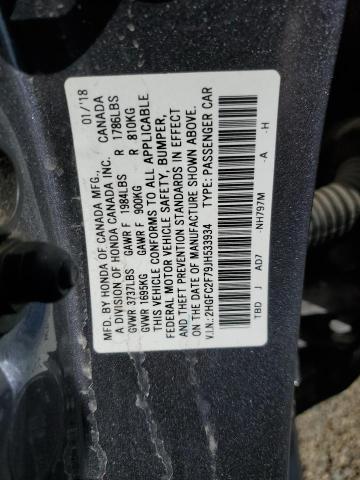 MFD. BY HONDA OF CANADA MFG., 01/'18
A DIVISION OF HONDA CANADA INC. CANADA
GVWR 3737LBS GAWR F 1984LBS R 1786LBS
GVWR 1695KG GAWR F 900KG R 810KG
THIS VEHICLE CONFORMS TO ALL APPLICABLE
FEDERAL MOTOR VEHICLE SAFETY, BUMPER,
AND THEFT PREVENTION STANDARDS IN EFFECT
ON THE DATE OF MANUFACTURE SHOWN ABOVE.
V.I.N.: 2HGFC2F79JH533934 TYPE: PASSENGER CAR
TBD J AD7 -NH797M -A -H